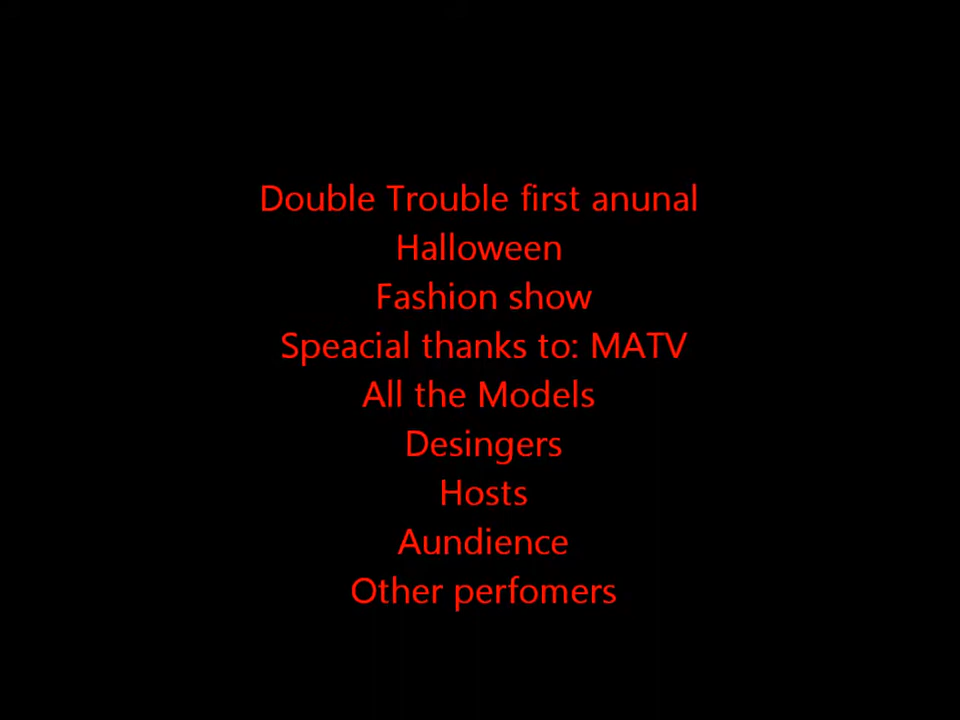 Double Trouble first anunal
Halloween
Fashion show
Speacial thanks to: MATV
All the Models
Desingers
Hosts
Aundience
Other perfomers